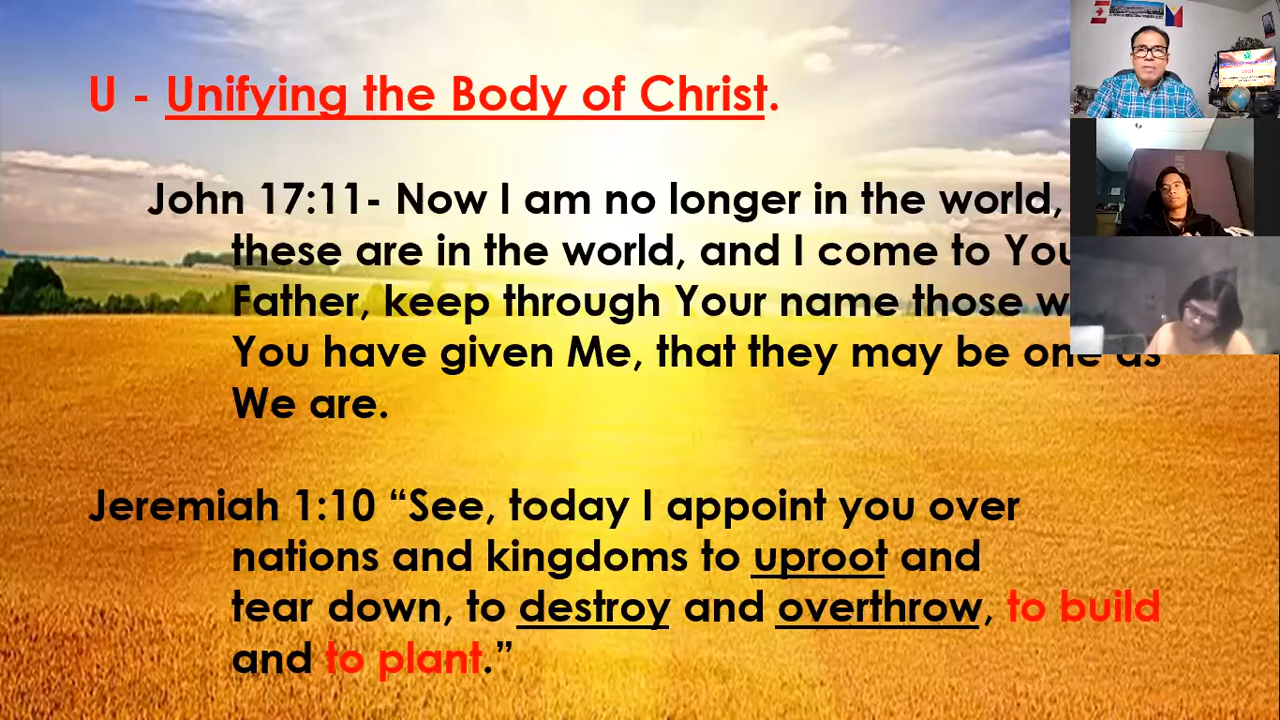 U - Unifying the Body of Christ.
John 17:11- Now I am no longer in the world,
these are in the world, and I come to You
Father, keep through Your name those
You have given Me, that they may be one as
We are.
Jeremiah 1:10 “See, today I appoint you over
nations and kingdoms to uproot and
tear down, to destroy and overthrow, to build
and to plant.”